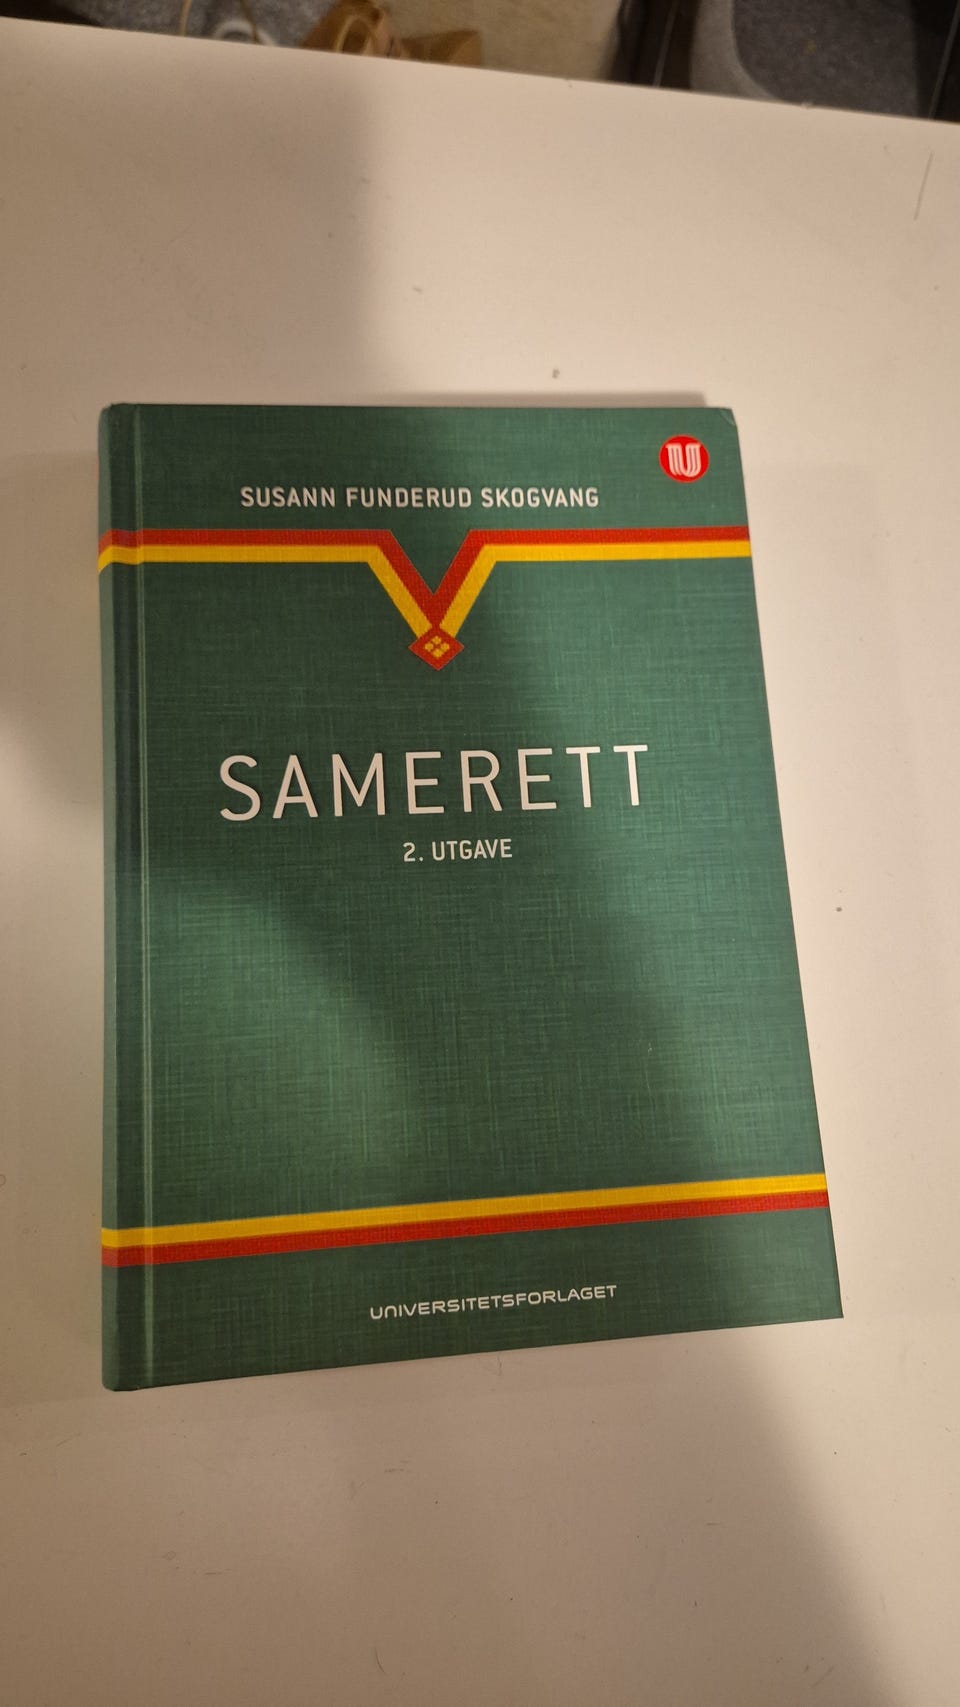 SUSANN FUNDERUD SKOGVANG
SAMERETT
2. UTGAVE
UNIVERSITETSFORLAGET